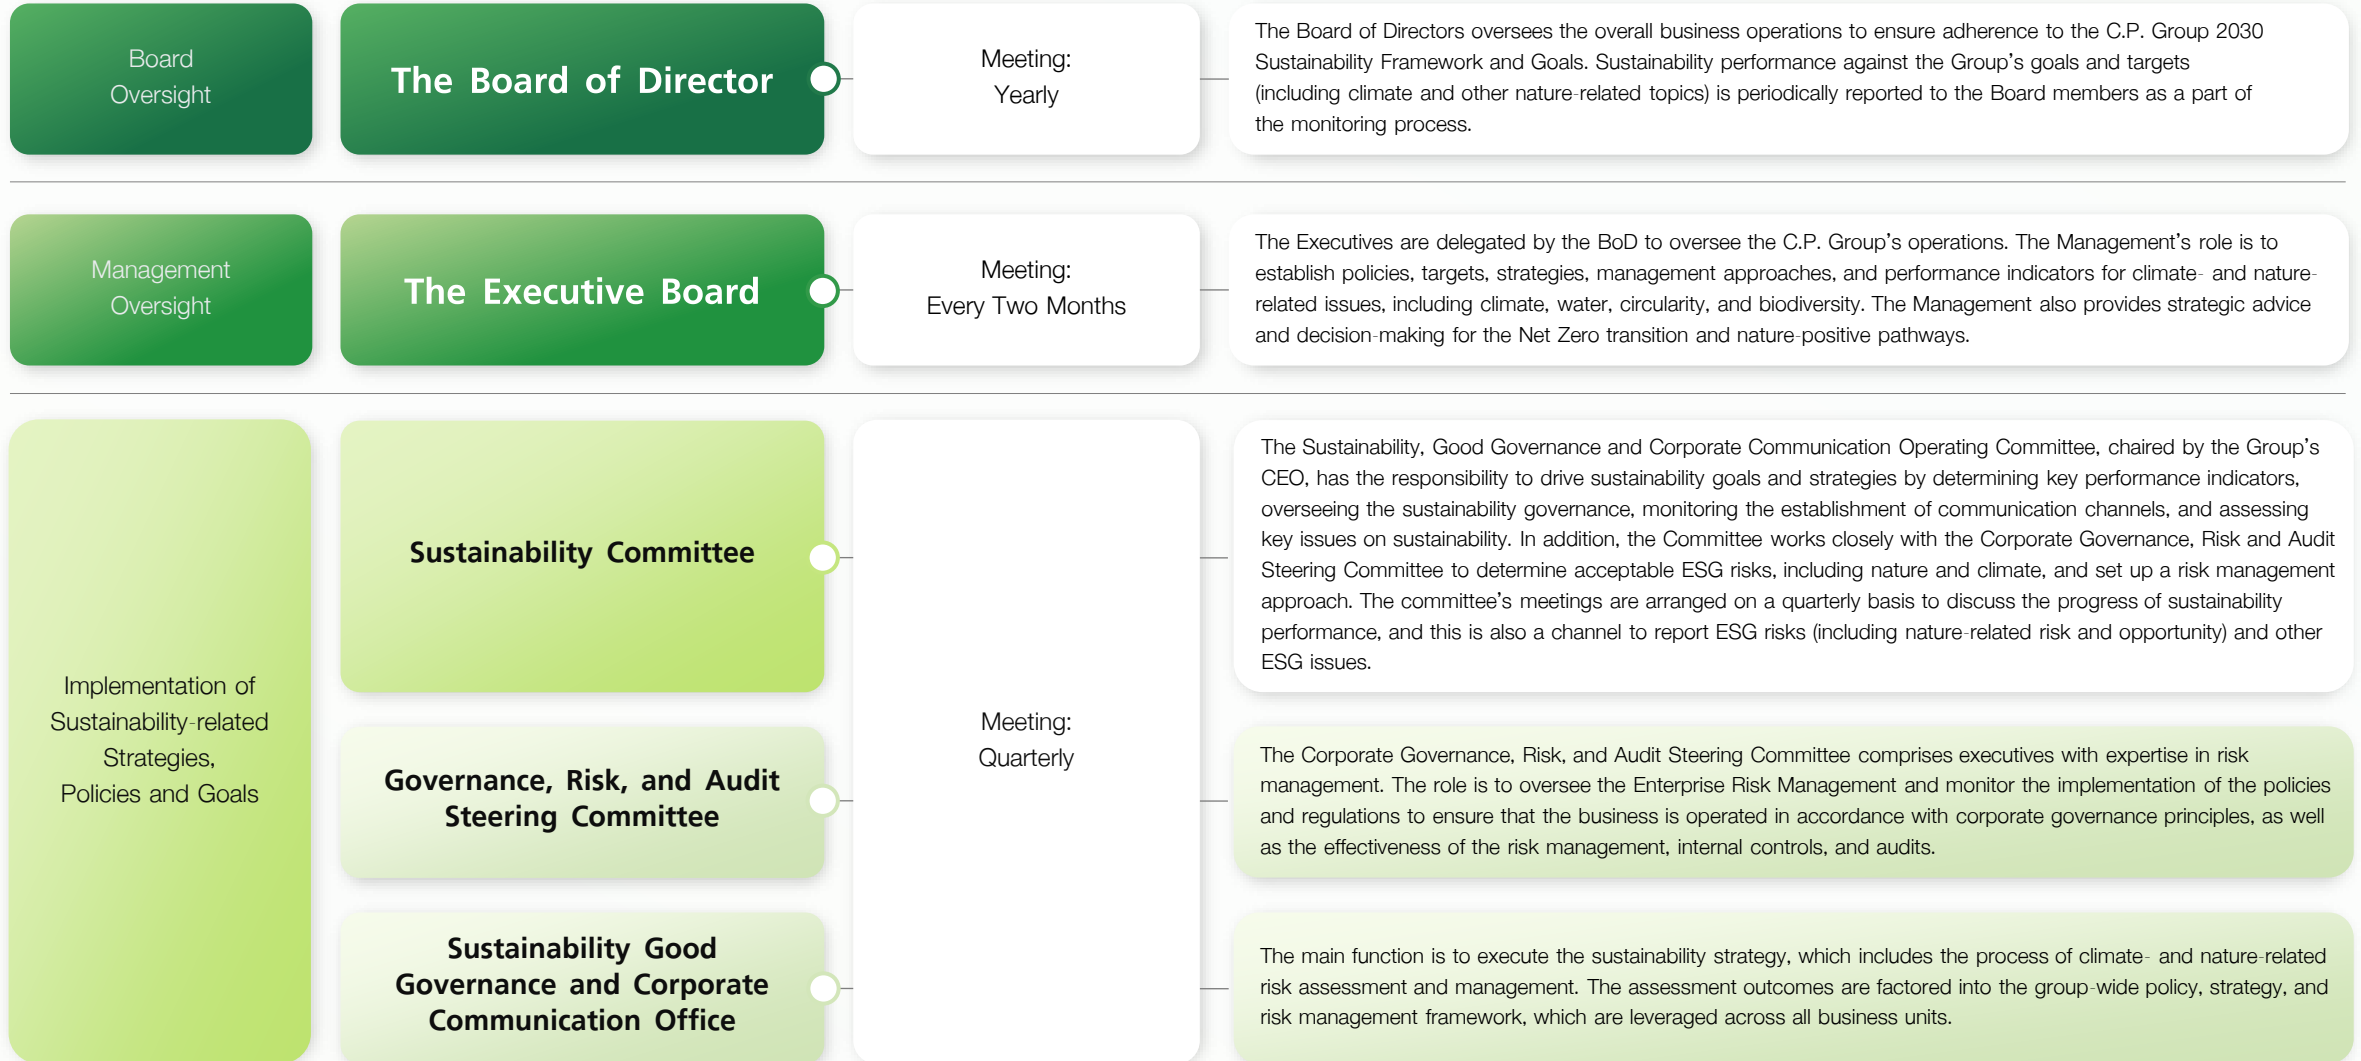 Board
Oversight
The Board of Director
Meeting:
Yearly
The Board of Directors oversees the overall business operations to ensure adherence to the C.P. Group 2030
Sustainability Framework and Goals. Sustainability performance against the Group's goals and targets
(including climate and other nature-related topics) is periodically reported to the Board members as a part of
the monitoring process.
Management
Oversight
The Executive Board
Meeting:
Every Two Months
The Executives are delegated by the BoD to oversee the C.P. Group's operations. The Management's role is to
establish policies, targets, strategies, management approaches, and performance indicators for climate- and nature-
related issues, including climate, water, circularity, and biodiversity. The Management also provides strategic advice
and decision-making for the Net Zero transition and nature-positive pathways.
Implementation of
Sustainability-related
Strategies,
Policies and Goals
Sustainability Committee
Meeting:
Quarterly
The Sustainability, Good Governance and Corporate Communication Operating Committee, chaired by the Group's
CEO, has the responsibility to drive sustainability goals and strategies by determining key performance indicators,
overseeing the sustainability governance, monitoring the establishment of communication channels, and assessing
key issues on sustainability. In addition, the Committee works closely with the Corporate Governance, Risk and Audit
Steering Committee to determine acceptable ESG risks, including nature and climate, and set up a risk management
approach. The committee's meetings are arranged on a quarterly basis to discuss the progress of sustainability
performance, and this is also a channel to report ESG risks (including nature-related risk and opportunity) and other
ESG issues.
Governance, Risk, and Audit
Steering Committee
The Corporate Governance, Risk, and Audit Steering Committee comprises executives with expertise in risk
management. The role is to oversee the Enterprise Risk Management and monitor the implementation of the policies
and regulations to ensure that the business is operated in accordance with corporate governance principles, as well
as the effectiveness of the risk management, internal controls, and audits.
Sustainability Good
Governance and Corporate
Communication Office
The main function is to execute the sustainability strategy, which includes the process of climate- and nature-related
risk assessment and management. The assessment outcomes are factored into the group-wide policy, strategy, and
risk management framework, which are leveraged across all business units.